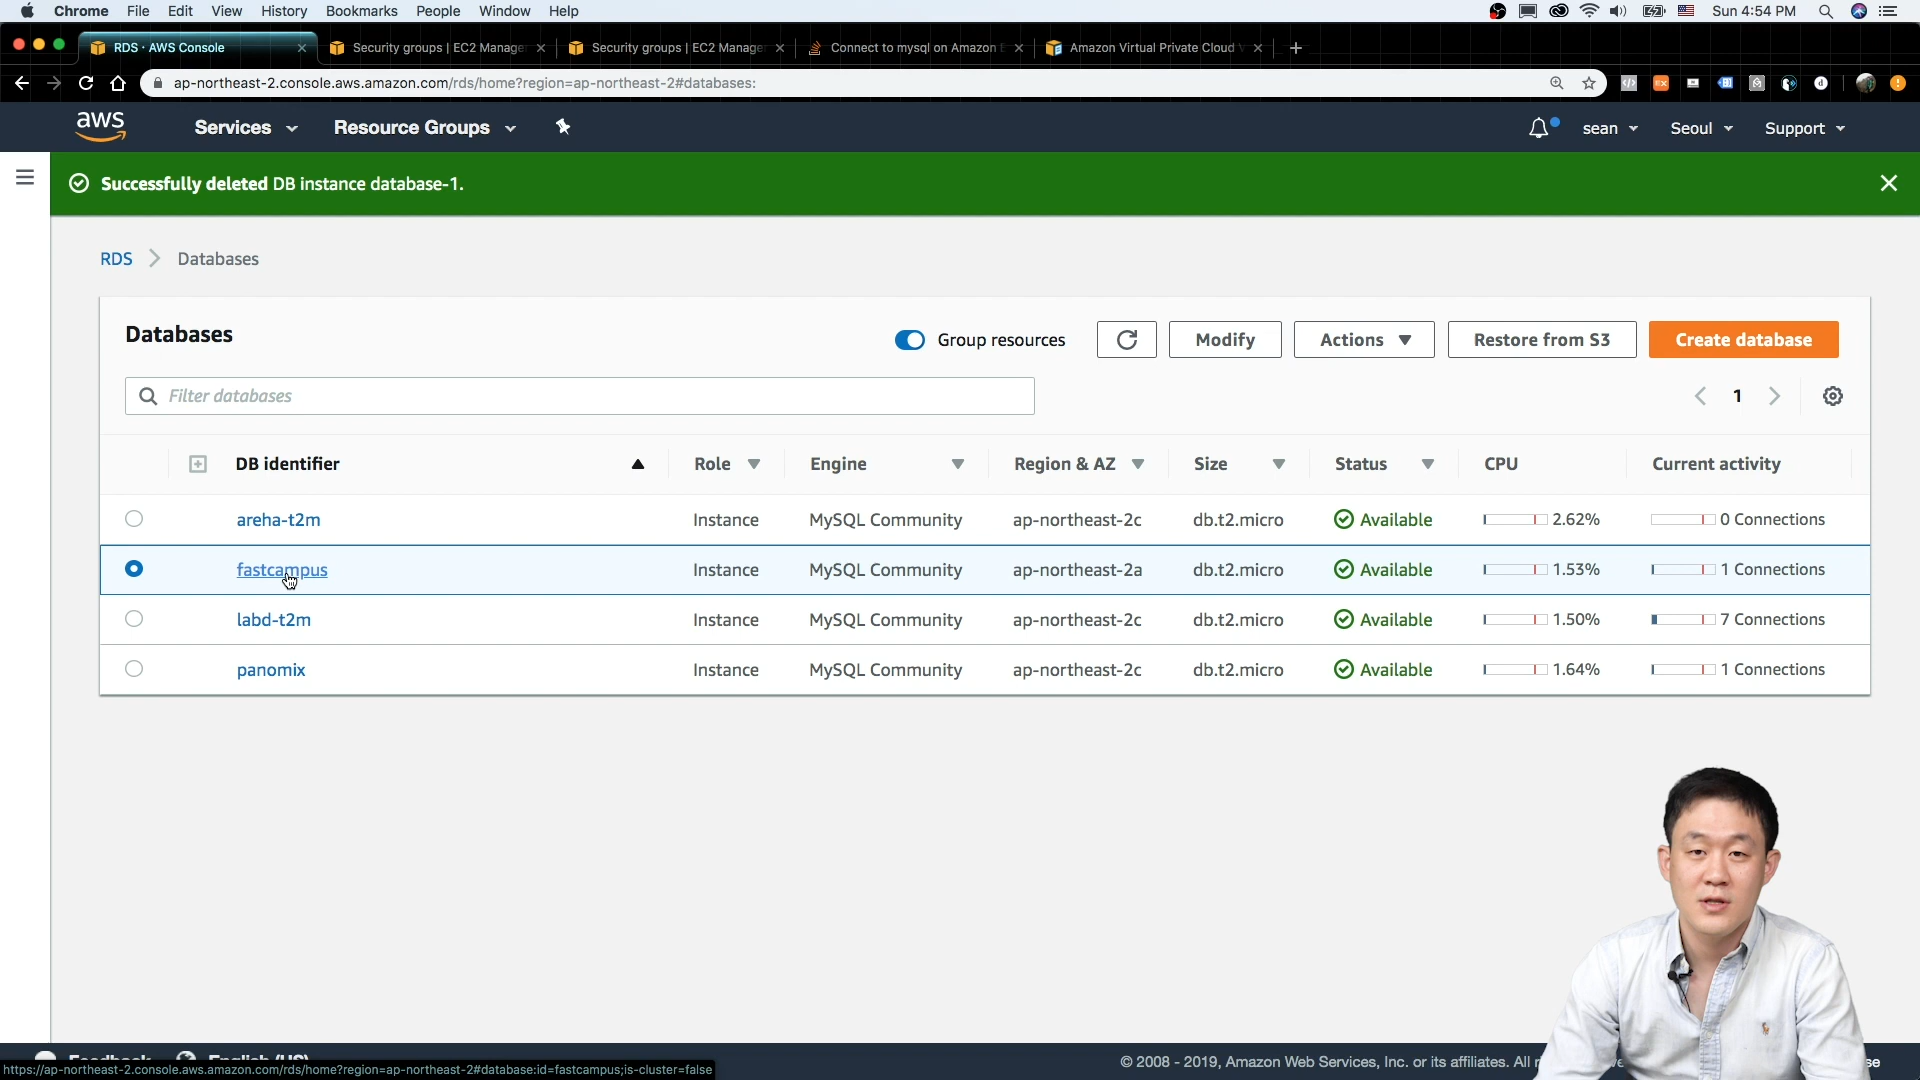 Chrome File Edit View History Bookmarks People Window Help Sun 4:54 PM
RDS · AWS Console Security groups | EC2 Manage Security groups | EC2 Manage Connect to mysql on Amazon Amazon Virtual Private Cloud
ap-northeast-2.console.aws.amazon.com/rds/home?region=ap-northeast-2#databases:
aws Services Resource Groups sean Seoul Support
Successfully deleted DB instance database-1.
RDS Databases
Databases Group resources Modify Actions Restore from S3 Create database
Filter databases 1
DB identifier Role Engine Region & AZ Size Status CPU Current activity
areha-t2m Instance MySQL Community ap-northeast-2c db.t2.micro Available 2.62% 0 Connections
fastcampus Instance MySQL Community ap-northeast-2a db.t2.micro Available 1.53% 1 Connections
labd-t2m Instance MySQL Community ap-northeast-2c db.t2.micro Available 1.50% 7 Connections
panomix Instance MySQL Community ap-northeast-2c db.t2.micro Available 1.64% 1 Connections
Feedback English (US) © 2008 - 2019, Amazon Web Services, Inc. or its affiliates. All
https://ap-northeast-2.console.aws.amazon.com/rds/home?region=ap-northeast-2#database:id=fastcampus;is-cluster=false